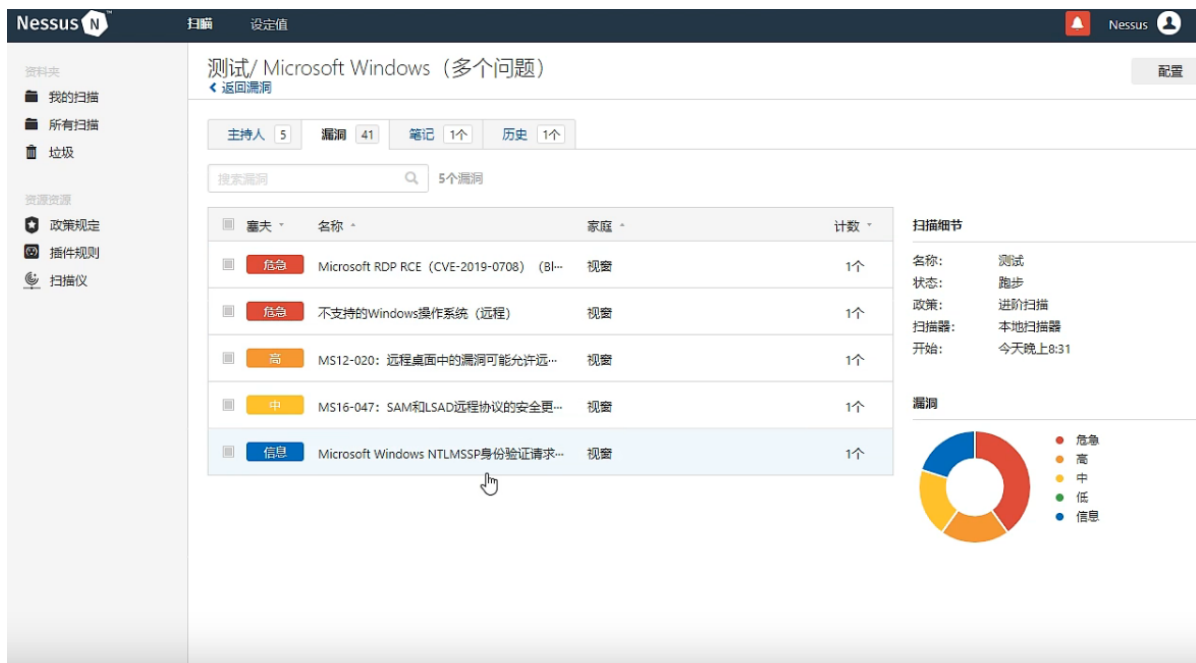 Nessus N ™ 扫瞄 设定值 Nessus
资料夹
我的扫描
所有扫描
垃圾
资源资源
政策规定
插件规则
扫描仪
测试/ Microsoft Windows（多个问题）
返回漏洞
配置
主持人 5 漏洞 41 笔记 1个 历史 1个
搜索漏洞 5个漏洞
塞夫 名称 家庭 计数
危急 Microsoft RDP RCE（CVE-2019-0708）（Bl··· 视窗 1个
危急 不支持的Windows操作系统（远程） 视窗 1个
高 MS12-020：远程桌面中的漏洞可能允许远··· 视窗 1个
中 MS16-047：SAM和LSAD远程协议的安全更··· 视窗 1个
信息 Microsoft Windows NTLMSSP身份验证请求··· 视窗 1个
扫描细节
名称: 测试
状态: 跑步
政策: 进阶扫描
扫描器: 本地扫描器
开始: 今天晚上8:31
漏洞
危急
高
中
低
信息